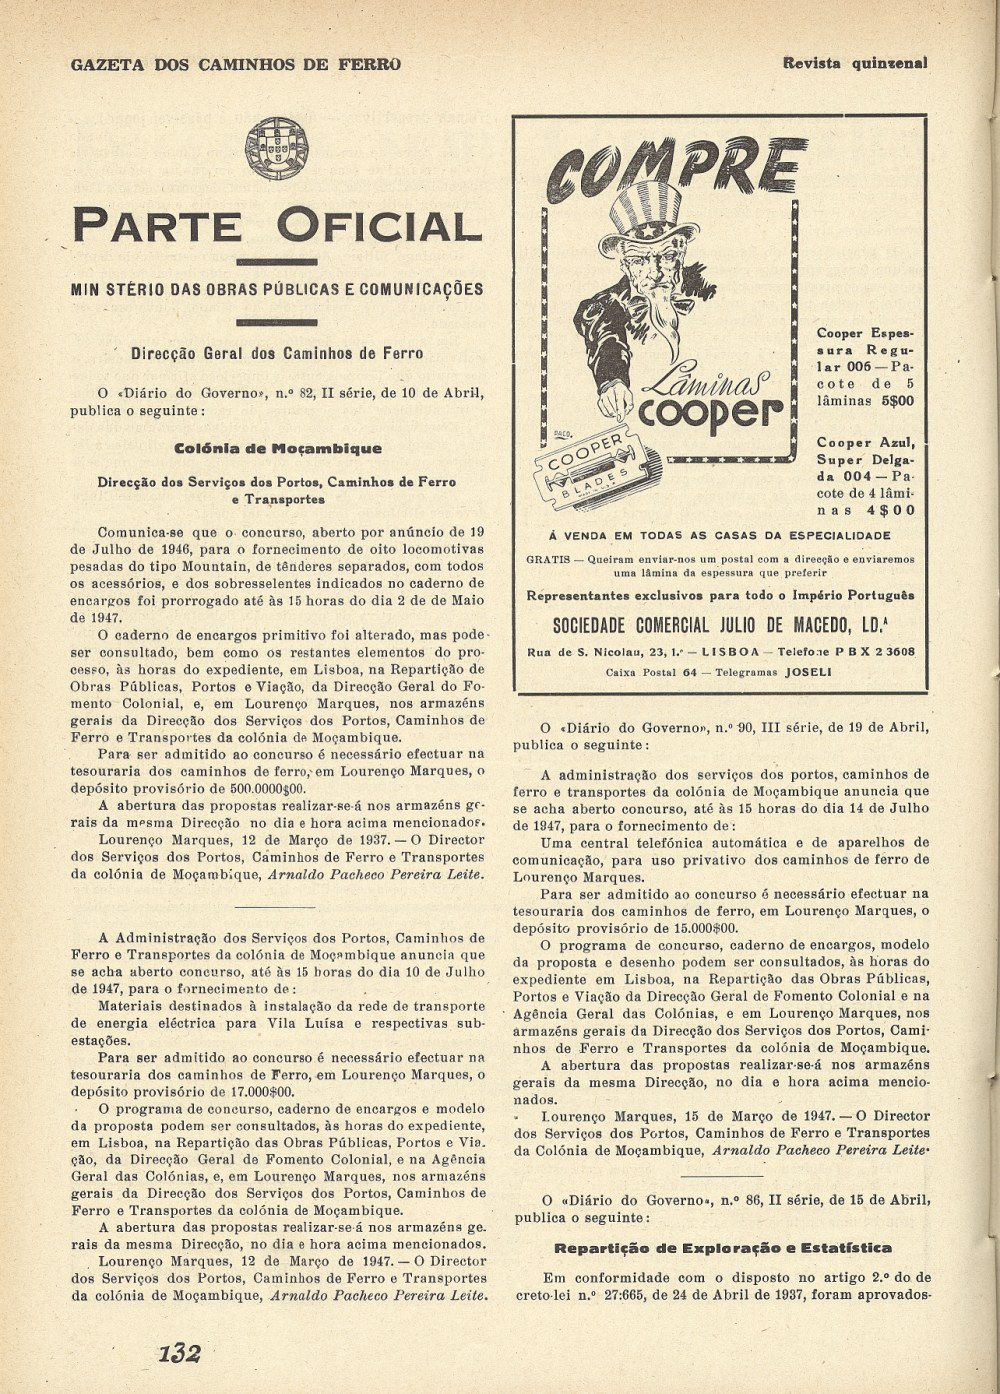 GAZETA DOS CAMINHOS DE FERRO
Revista quinzenal
PARTE OFICIAL
MIN STÉRIO DAS OBRAS PÚBLICAS E COMUNICAÇÕES
Direcção Geral dos Caminhos de Ferro
O «Diário do Governo», n.º 82, II série, de 10 de Abril,
publica o seguinte:
Colónia de Moçambique
Direcção dos Serviços dos Portos, Caminhos de Ferro
e Transportes
Comunica-se que o concurso, aberto por anúncio de 19
de Julho de 1946, para o fornecimento de oito locomotivas
pesadas do tipo Mountain, de tênderes separados, com todos
os acessórios, e dos sobresselentes indicados no caderno de
encargos foi prorrogado até às 15 horas do dia 2 de de Maio
de 1947.
O caderno de encargos primitivo foi alterado, mas pode-
ser consultado, bem como os restantes elementos do pro-
cesso, às horas do expediente, em Lisboa, na Repartição de
Obras Públicas, Portos e Viação, da Direcção Geral do Fo-
mento Colonial, e, em Lourenço Marques, nos armazéns
gerais da Direcção dos Serviços dos Portos, Caminhos de
Ferro e Transportes da colónia de Moçambique.
Para ser admitido ao concurso é necessário efectuar na
tesouraria dos caminhos de ferro, em Lourenço Marques, o
depósito provisório de 500.0000$00.
A abertura das propostas realizar-se-á nos armazéns ge-
rais da mesma Direcção no dia e hora acima mencionados.
Lourenço Marques, 12 de Março de 1937. — O Director
dos Serviços dos Portos, Caminhos de Ferro e Transportes
da colónia de Moçambique, Arnaldo Pacheco Pereira Leite.
A Administração dos Serviços dos Portos, Caminhos de
Ferro e Transportes da colónia de Moçambique anuncia que
se acha aberto concurso, até às 15 horas do dia 10 de Julho
de 1947, para o fornecimento de:
Materiais destinados à instalação da rede de transporte
de energia eléctrica para Vila Luísa e respectivas sub-
estações.
Para ser admitido ao concurso é necessário efectuar na
tesouraria dos caminhos de Ferro, em Lourenço Marques, o
depósito provisório de 17.000$00.
O programa de concurso, caderno de encargos e modelo
da proposta podem ser consultados, às horas do expediente,
em Lisboa, na Repartição das Obras Públicas, Portos e Via-
ção, da Direcção Geral de Fomento Colonial, e na Agência
Geral das Colónias, e, em Lourenço Marques, nos armazéns
gerais da Direcção dos Serviços dos Portos, Caminhos de
Ferro e Transportes da colónia de Moçambique.
A abertura das propostas realizar-se-á nos armazéns ge.
rais da mesma Direcção, no dia e hora acima mencionados.
Lourenço Marques, 12 de Março de 1947. — O Director
dos Serviços dos Portos, Caminhos de Ferro e Transportes
da colónia de Moçambique, Arnaldo Pacheco Pereira Leite.
COMPRE
Lâminas
cooper
COOPER
BLADES
Cooper Espes-
sura Regu-
lar 006 — Pa-
cote de 5
lâminas 5$00
Cooper Azul,
Super Delga-
da 004 — Pa-
cote de 4 lâmi-
nas 4$00
Á VENDA EM TODAS AS CASAS DA ESPECIALIDADE
GRATIS — Queiram enviar-nos um postal com a direcção e enviaremos
uma lâmina da espessura que preferir
Representantes exclusivos para todo o Império Português
SOCIEDADE COMERCIAL JULIO DE MACEDO, LD.ᴬ
Rua de S. Nicolau, 23, 1.º — LISBOA — Telefone P B X 2 3608
Caixa Postal 64 — Telegramas JOSELI
O «Diário do Governo», n.º 90, III série, de 19 de Abril,
publica o seguinte:
A administração dos serviços dos portos, caminhos de
ferro e transportes da colónia de Moçambique anuncia que
se acha aberto concurso, até às 15 horas do dia 14 de Julho
de 1947, para o fornecimento de:
Uma central telefónica automática e de aparelhos de
comunicação, para uso privativo dos caminhos de ferro de
Lourenço Marques.
Para ser admitido ao concurso é necessário efectuar na
tesouraria dos caminhos de ferro, em Lourenço Marques, o
depósito provisório de 15.000$00.
O programa de concurso, caderno de encargos, modelo
da proposta e desenho podem ser consultados, às horas do
expediente em Lisboa, na Repartição das Obras Públicas,
Portos e Viação da Direcção Geral de Fomento Colonial e na
Agência Geral das Colónias, e em Lourenço Marques, nos
armazéns gerais da Direcção dos Serviços dos Portos, Cami-
nhos de Ferro e Transportes da colónia de Moçambique.
A abertura das propostas realizar-se-á nos armazéns
gerais da mesma Direcção, no dia e hora acima mencio-
nados.
Lourenço Marques, 15 de Março de 1947. — O Director
dos Serviços dos Portos, Caminhos de Ferro e Transportes
da Colónia de Moçambique, Arnaldo Pacheco Pereira Leite.
O «Diário do Governo», n.º 86, II série, de 15 de Abril,
publica o seguinte:
Repartição de Exploração e Estatística
Em conformidade com o disposto no artigo 2.º do de
creto-lei n.º 27:665, de 24 de Abril de 1937, foram aprovados-
132